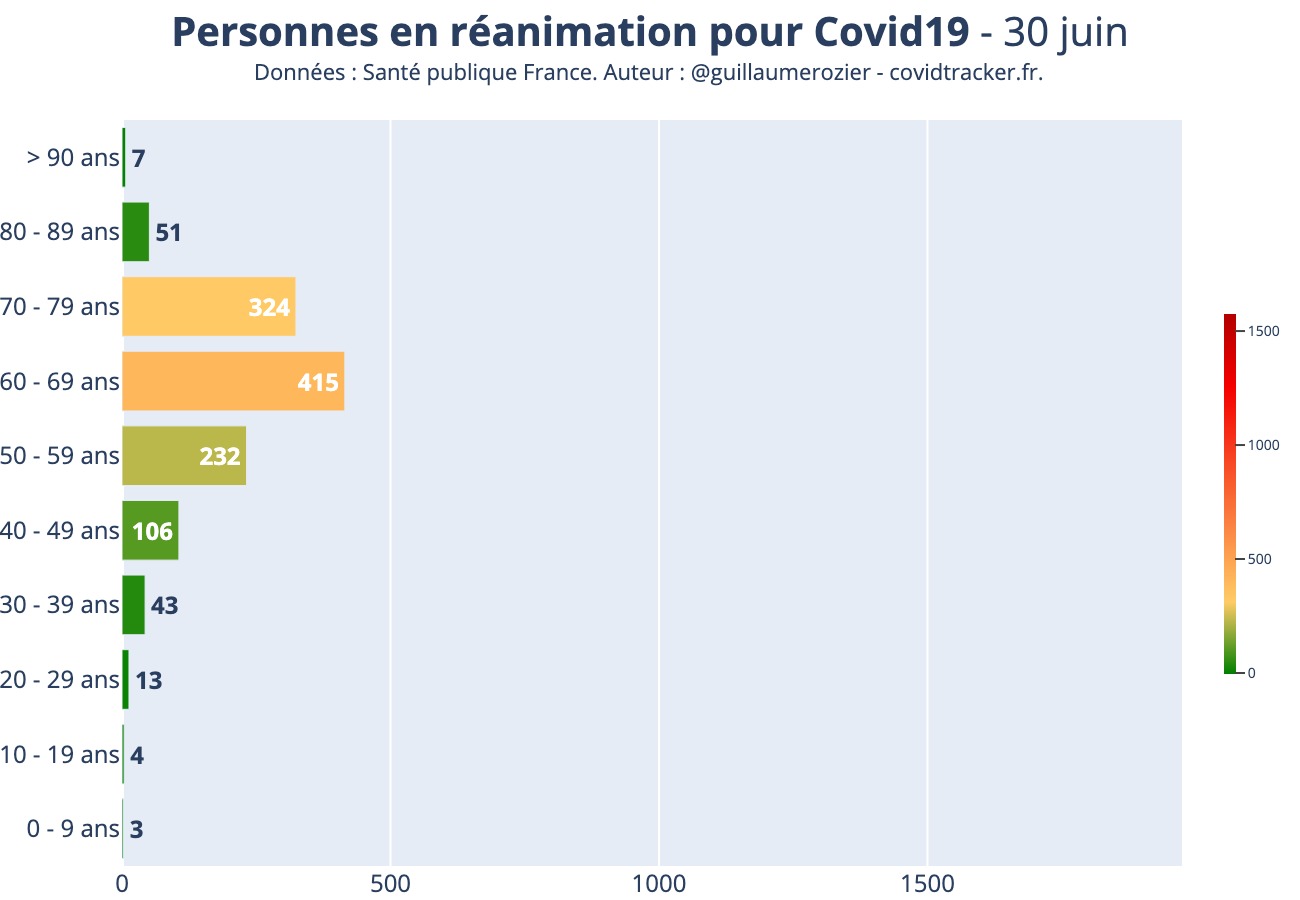 Personnes en réanimation pour Covid19 - 30 juin
Données : Santé publique France. Auteur : @guillaumerozier - covidtracker.fr.
> 90 ans 7
80 - 89 ans 51
70 - 79 ans 324
60 - 69 ans 415
50 - 59 ans 232
40 - 49 ans 106
30 - 39 ans 43
20 - 29 ans 13
10 - 19 ans 4
0 - 9 ans 3
0 500 1000 1500
1500
1000
500
0